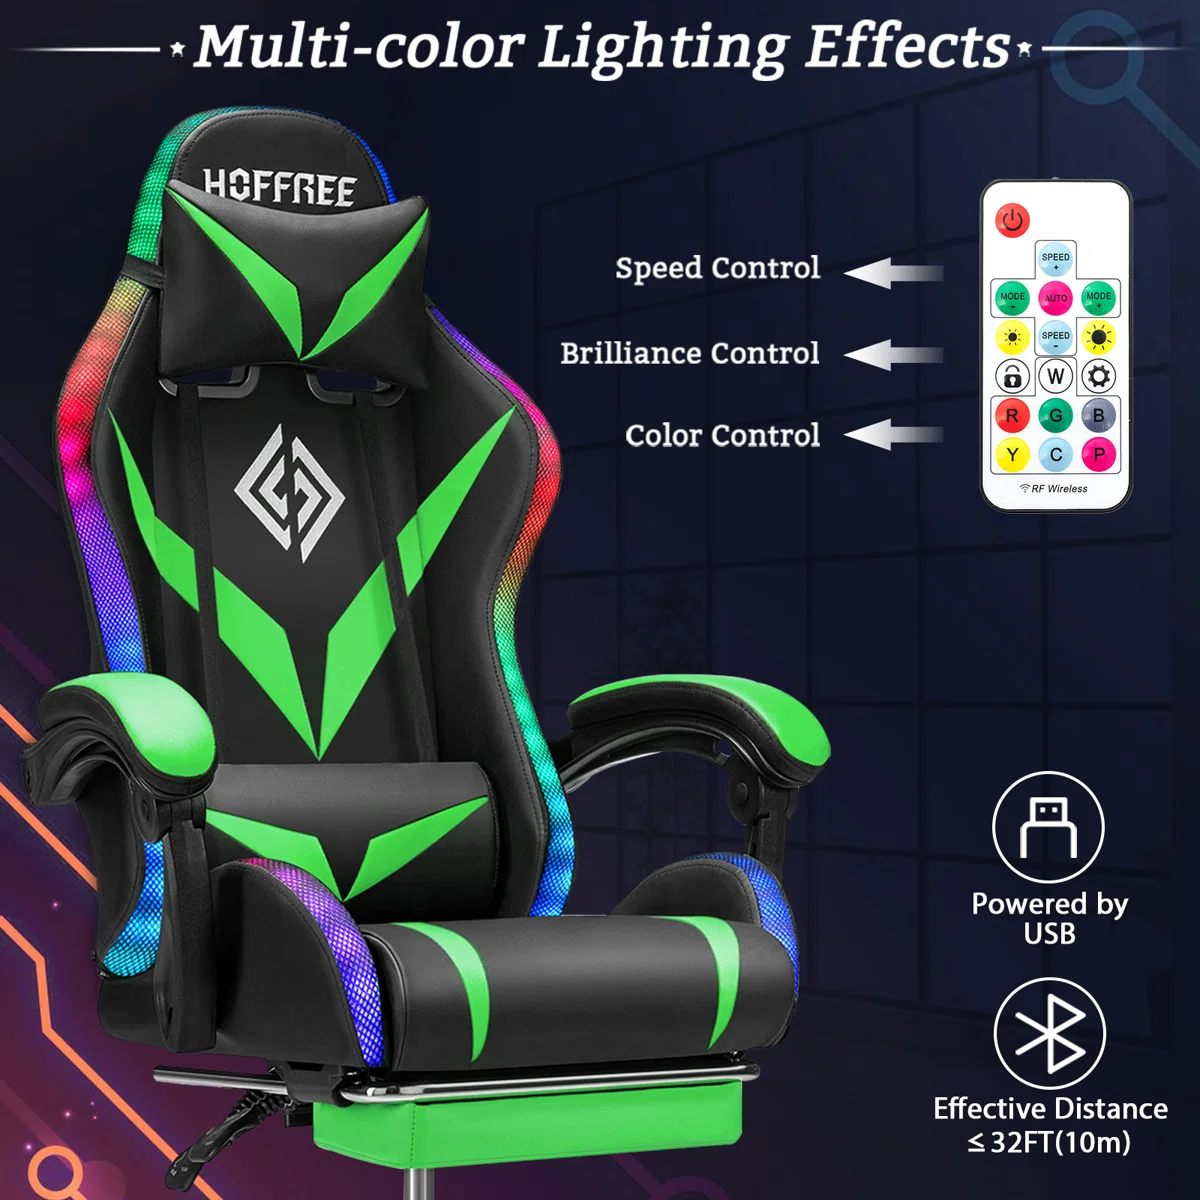 Multi-color Lighting Effects
HOFFREE
Speed Control
Brilliance Control
Color Control
SPEED
+
MODE
-
AUTO
MODE
+
SPEED
-
W
R G B
Y C P
RF Wireless
Powered by
USB
Effective Distance
≤ 32FT(10m)